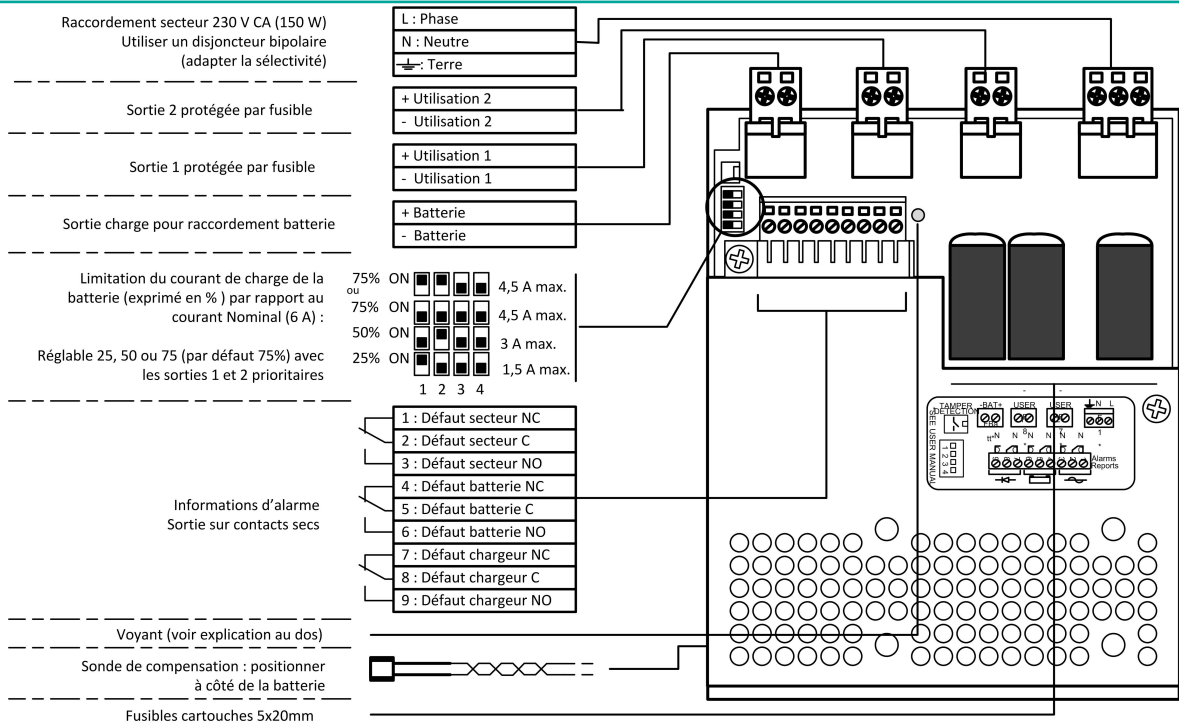 Raccordement secteur 230 V CA (150 W)
Utiliser un disjoncteur bipolaire
(adapter la sélectivité)
L : Phase
N : Neutre
: Terre
Sortie 2 protégée par fusible
+ Utilisation 2
- Utilisation 2
Sortie 1 protégée par fusible
+ Utilisation 1
- Utilisation 1
Sortie charge pour raccordement batterie
+ Batterie
- Batterie
Limitation du courant de charge de la
batterie (exprimé en % ) par rapport au
courant Nominal (6 A) :
Réglable 25, 50 ou 75 (par défaut 75%) avec
les sorties 1 et 2 prioritaires
75% ON 4,5 A max.
ou
75% ON 4,5 A max.
50% ON 3 A max.
25% ON 1,5 A max.
1 2 3 4
Informations d’alarme
Sortie sur contacts secs
1 : Défaut secteur NC
2 : Défaut secteur C
3 : Défaut secteur NO
4 : Défaut batterie NC
5 : Défaut batterie C
6 : Défaut batterie NO
7 : Défaut chargeur NC
8 : Défaut chargeur C
9 : Défaut chargeur NO
Voyant (voir explication au dos)
Sonde de compensation : positionner
à côté de la batterie
Fusibles cartouches 5x20mm
TAMPER
DETECTION
-BAT+
USER
USER
N L
SEE USER MANUAL
1 2 3 4
N N N N N
Alarms
Reports